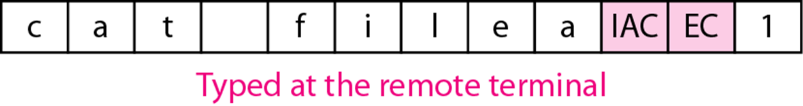 c a t f i l e a IAC EC 1
Typed at the remote terminal